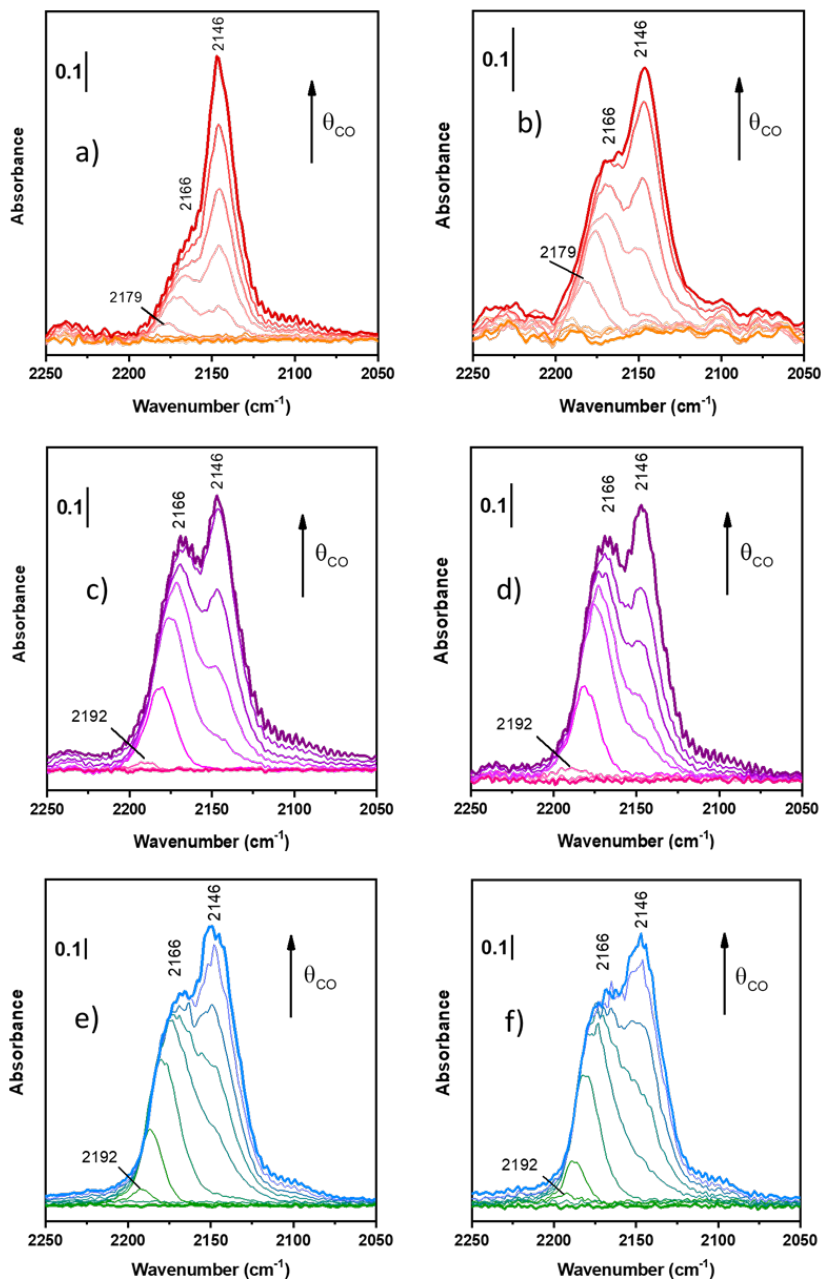 2146
0.1
θCO
a)
2166
2179
Absorbance
2250 2200 2150 2100 2050
Wavenumber (cm-1)
2146
0.1
2166
θCO
b)
2179
Absorbance
2250 2200 2150 2100 2050
Wavenumber (cm-1)
2146
2166
0.1
θCO
c)
2192
Absorbance
2250 2200 2150 2100 2050
Wavenumber (cm-1)
2146
2166
0.1
θCO
d)
2192
Absorbance
2250 2200 2150 2100 2050
Wavenumber (cm-1)
2146
2166
0.1
θCO
e)
2192
Absorbance
2250 2200 2150 2100 2050
Wavenumber (cm-1)
2146
2166
0.1
θCO
f)
2192
Absorbance
2250 2200 2150 2100 2050
Wavenumber (cm-1)